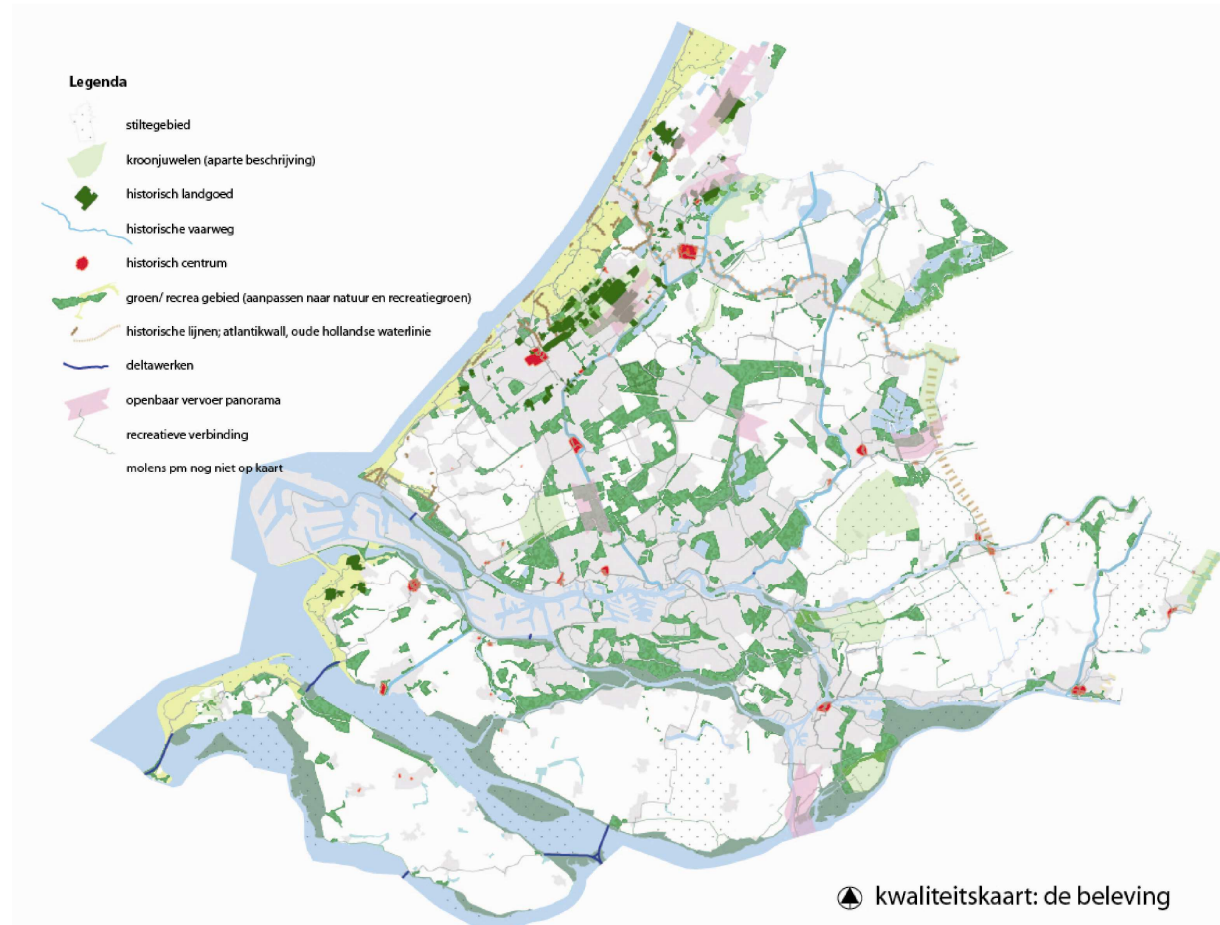 Legenda
stiltegebied
kroonjuwelen (aparte beschrijving)
historisch landgoed
historische vaarweg
historisch centrum
groen/ recrea gebied (aanpassen naar natuur en recreatiegroen)
historische lijnen; atlantikwall, oude hollandse waterlinie
deltawerken
openbaar vervoer panorama
recreatieve verbinding
molens pm nog niet op kaart
kwaliteitskaart: de beleving